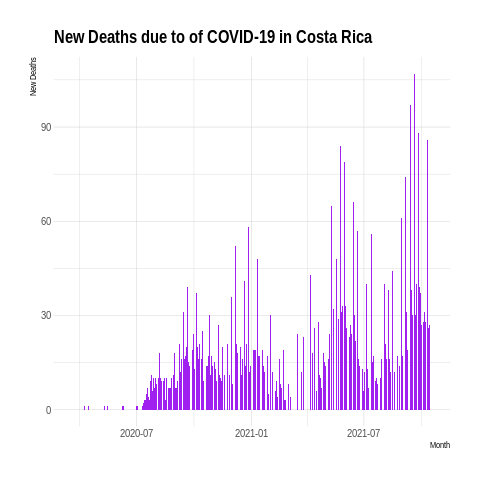 New Deaths due to of COVID-19 in Costa Rica
New Deaths
90
60
30
0
2020-07 2021-01 2021-07
Month